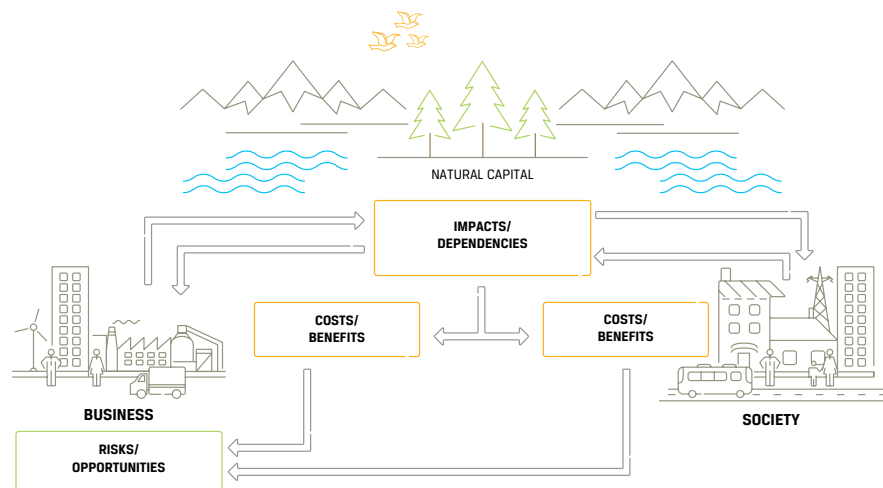 NATURAL CAPITAL
IMPACTS/
DEPENDENCIES
COSTS/
BENEFITS
COSTS/
BENEFITS
BUSINESS
SOCIETY
RISKS/
OPPORTUNITIES